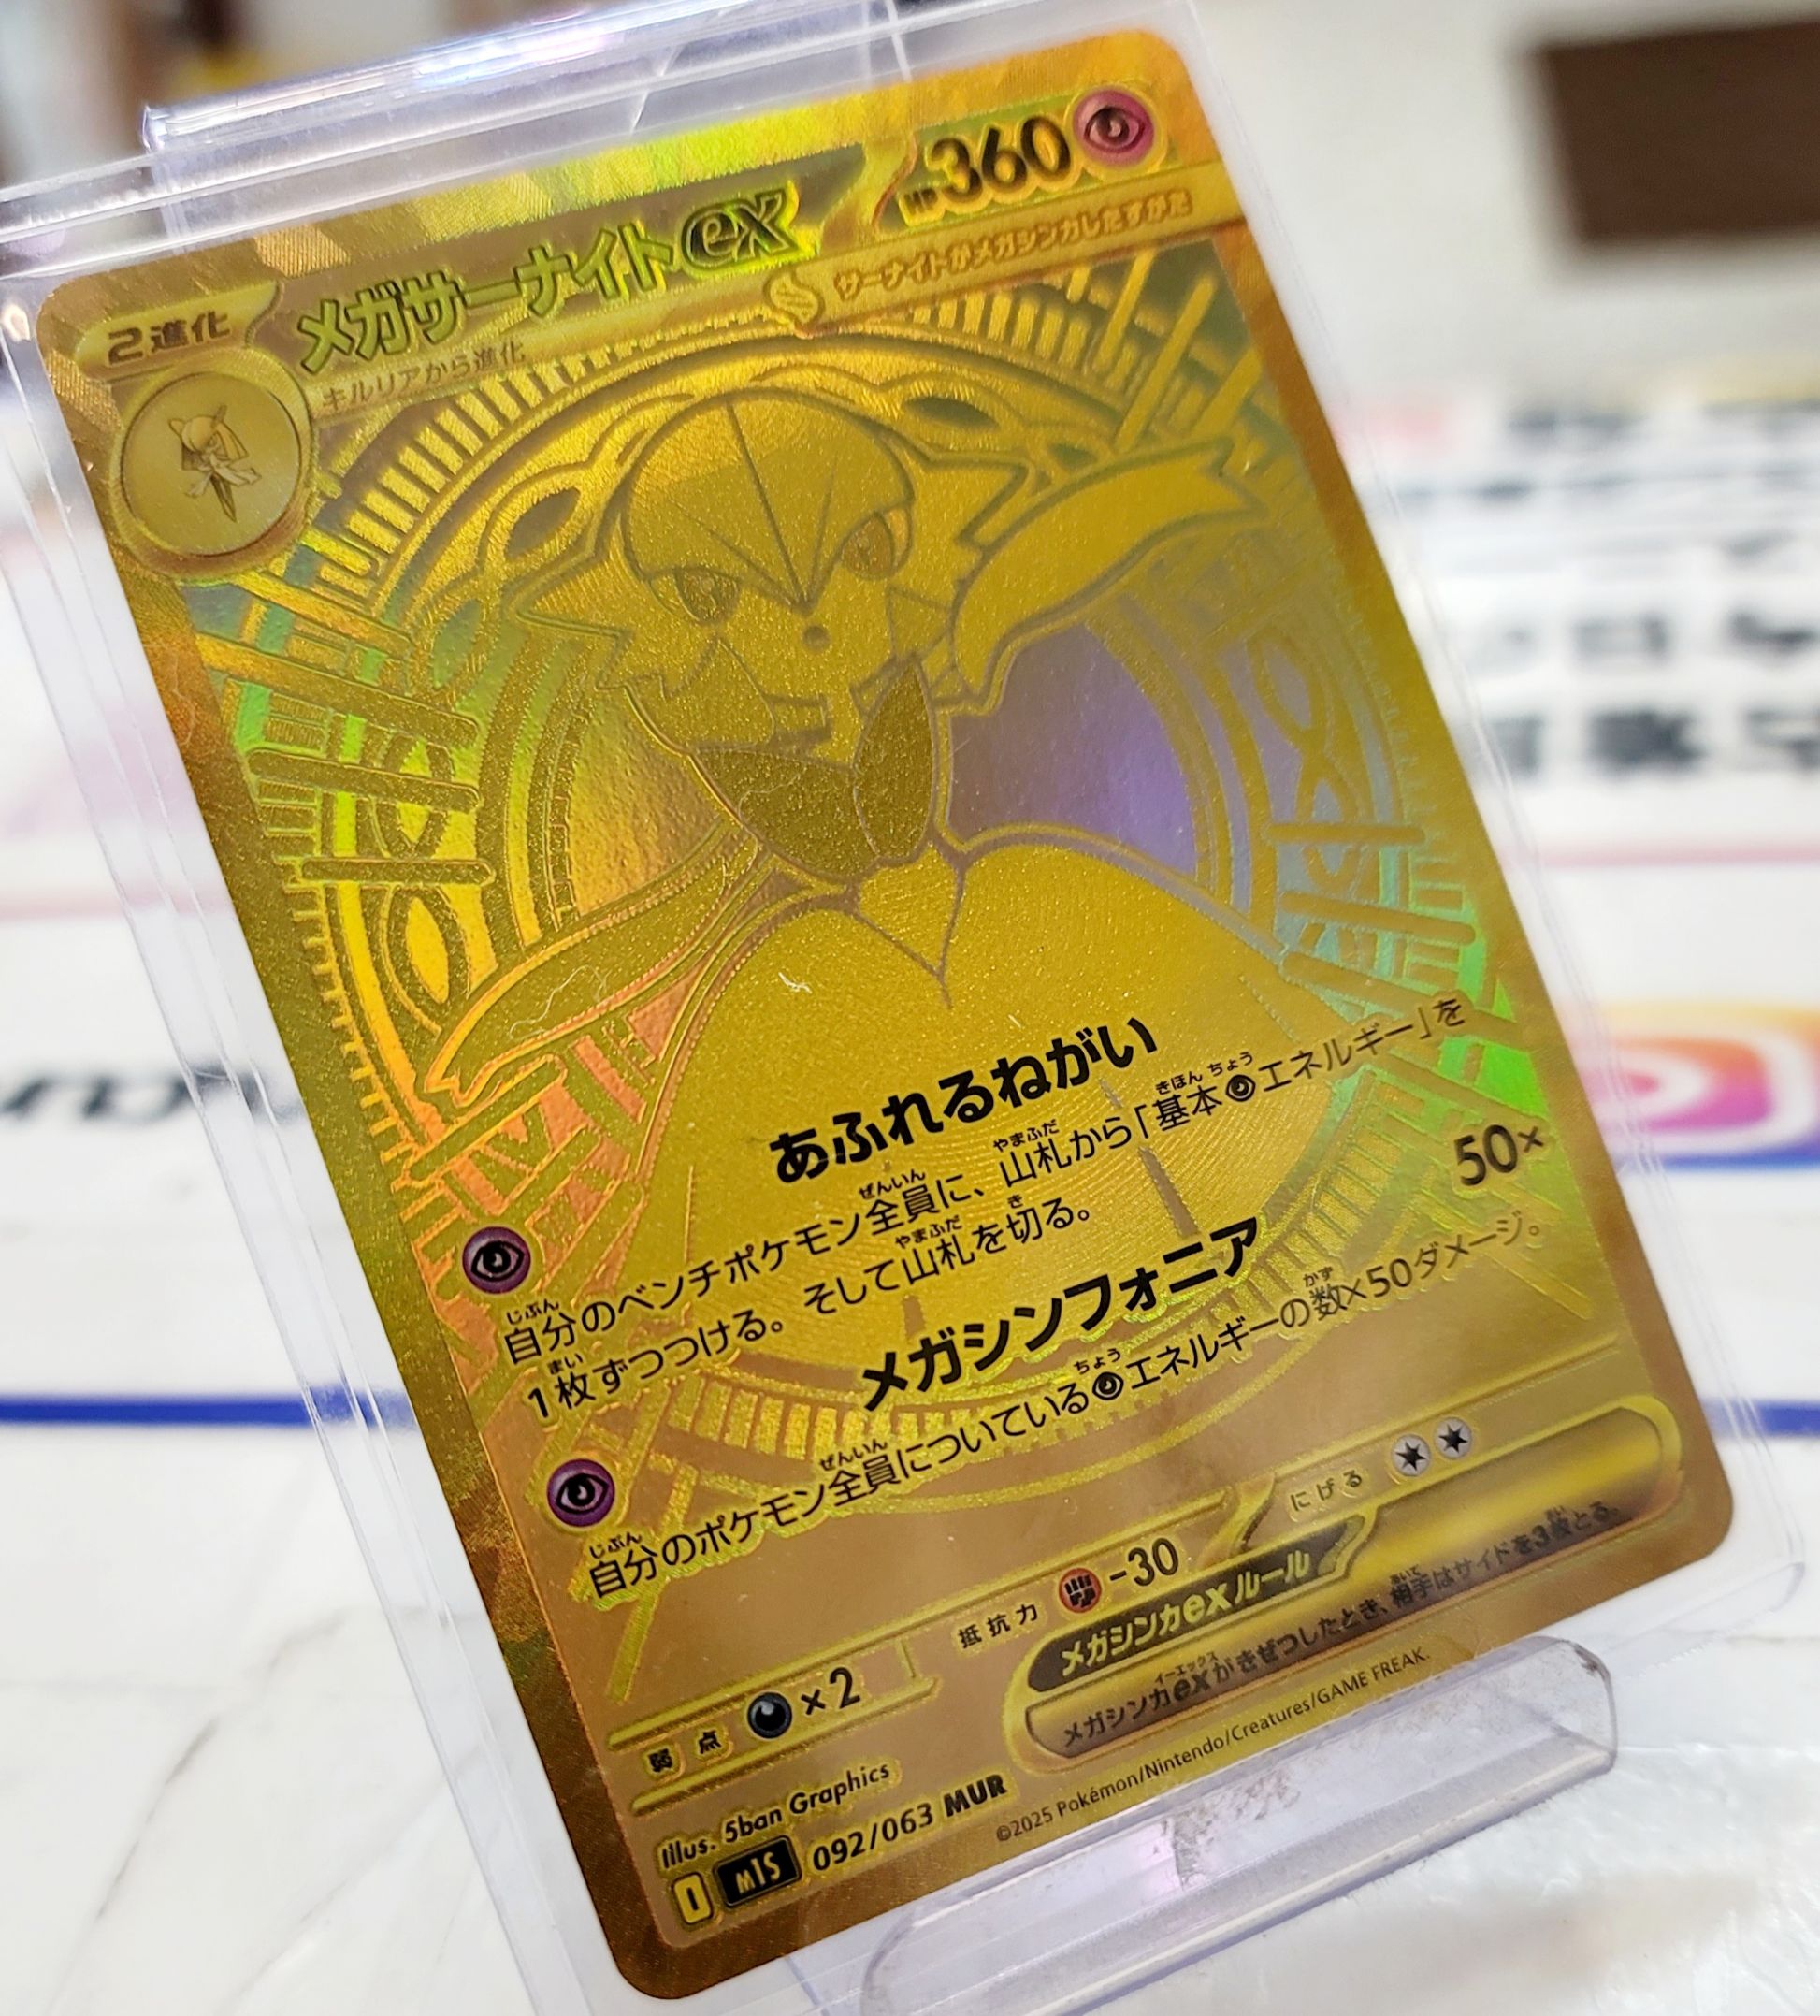 2進化
メガサーナイトex
HP360
キルリアから進化
サーナイトがメガシンカしたすがた
あふれるねがい
自分のベンチポケモン全員に、山札から「基本エネルギー」を
1枚ずつつける。そして山札を切る。
メガシンフォニア 50×
自分のポケモン全員についているエネルギーの数×50ダメージ。
弱点 ×2
抵抗力 -30
にげる
メガシンカexルール
メガシンカexがきぜつしたとき、相手はサイドを3枚とる。
Illus. 5ban Graphics
I M1S 092/063 MUR
©2025 Pokémon/Nintendo/Creatures/GAME FREAK.